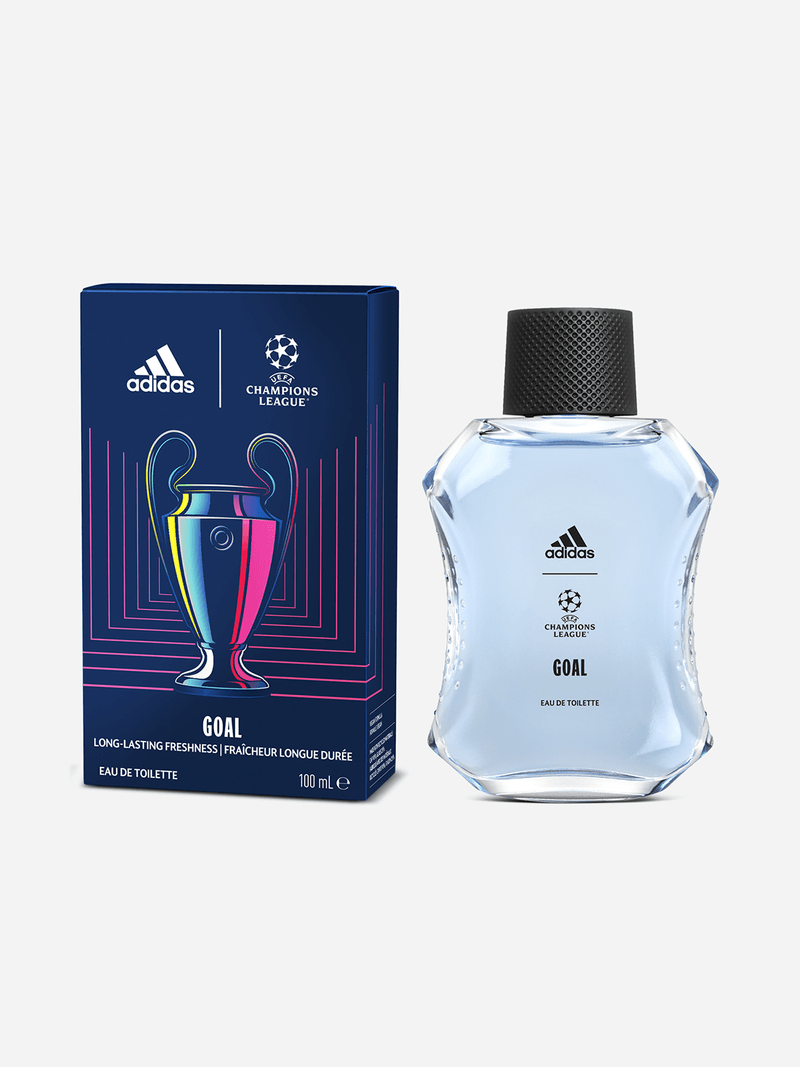 adidas
UEFA
CHAMPIONS
LEAGUE
GOAL
LONG-LASTING FRESHNESS | FRAÎCHEUR LONGUE DURÉE
EAU DE TOILETTE
100 mL ℮
adidas
UEFA
CHAMPIONS
LEAGUE
GOAL
EAU DE TOILETTE